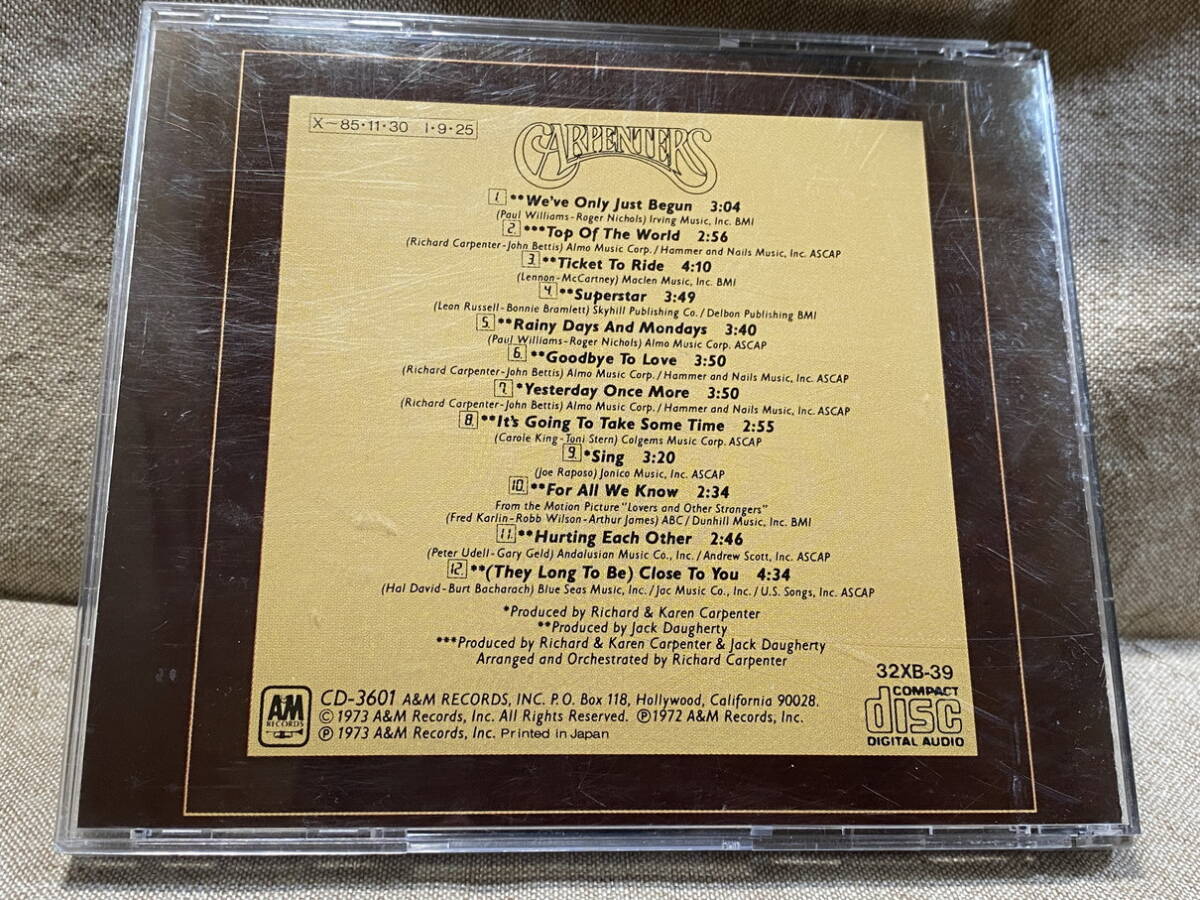 X-85・11・30 1・9・25
CARPENTERS
1. **We've Only Just Begun 3:04
(Paul Williams-Roger Nichols) Irving Music, Inc. BMI
2. ***Top Of The World 2:56
(Richard Carpenter-John Bettis) Almo Music Corp./Hammer and Nails Music, Inc. ASCAP
3. **Ticket To Ride 4:10
(Lennon-McCartney) Maclen Music, Inc. BMI
4. **Superstar 3:49
(Leon Russell-Bonnie Bramlett) Skyhill Publishing Co./Delbon Publishing BMI
5. **Rainy Days And Mondays 3:40
(Paul Williams-Roger Nichols) Almo Music Corp. ASCAP
6. **Goodbye To Love 3:50
(Richard Carpenter-John Bettis) Almo Music Corp./Hammer and Nails Music, Inc. ASCAP
7. *Yesterday Once More 3:50
(Richard Carpenter-John Bettis) Almo Music Corp./Hammer and Nails Music, Inc. ASCAP
8. **It's Going To Take Some Time 2:55
(Carole King-Toni Stern) Colgems Music Corp. ASCAP
9. *Sing 3:20
(Joe Raposo) Jonico Music, Inc. ASCAP
10. **For All We Know 2:34
From the Motion Picture "Lovers and Other Strangers"
(Fred Karlin-Robb Wilson-Arthur James) ABC/Dunhill Music, Inc. BMI
11. **Hurting Each Other 2:46
(Peter Udell-Gary Geld) Andalusian Music Co., Inc./Andrew Scott, Inc. ASCAP
12. **(They Long To Be) Close To You 4:34
(Hal David-Burt Bacharach) Blue Seas Music, Inc./Jac Music Co., Inc./U.S. Songs, Inc. ASCAP
*Produced by Richard & Karen Carpenter
**Produced by Jack Daugherty
***Produced by Richard & Karen Carpenter & Jack Daugherty
Arranged and Orchestrated by Richard Carpenter
32XB-39
A&M RECORDS
CD-3601 A&M RECORDS, INC. P.O. Box 118, Hollywood, California 90028.
© 1973 A&M Records, Inc. All Rights Reserved. ℗1972 A&M Records, Inc.
℗ 1973 A&M Records, Inc. Printed in Japan
COMPACT
disc
DIGITAL AUDIO